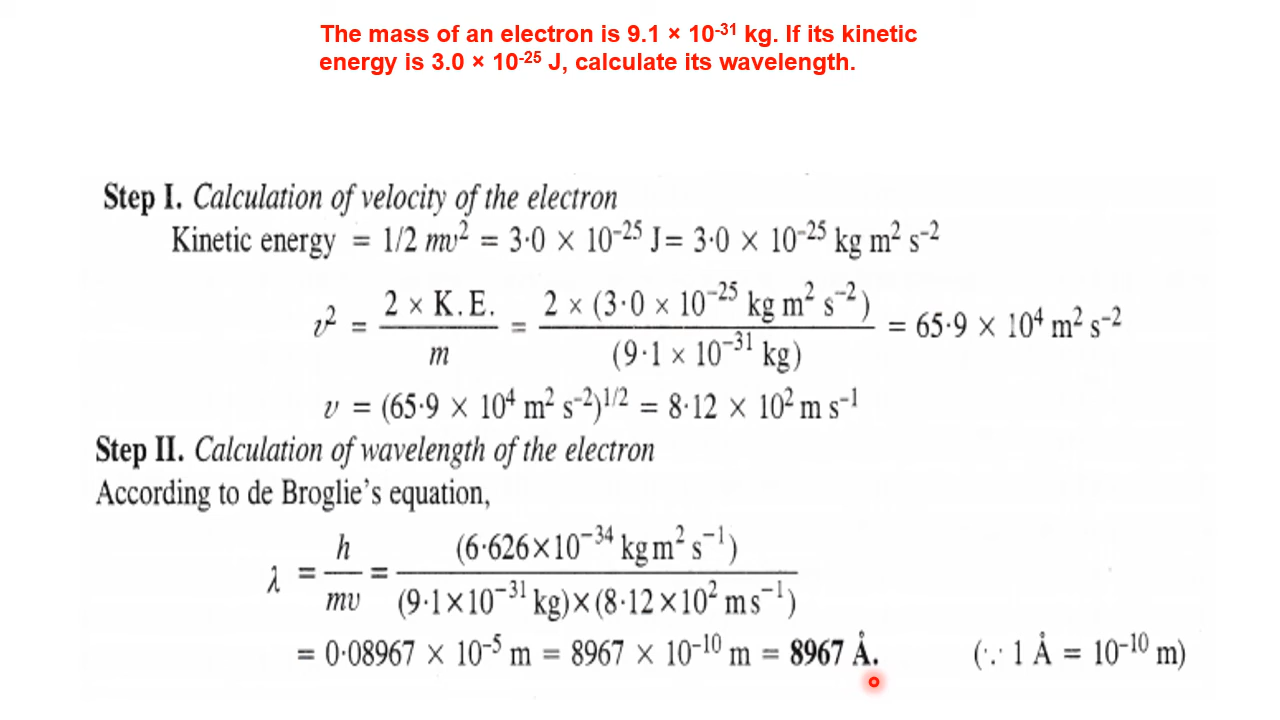 The mass of an electron is 9.1 × 10⁻³¹ kg. If its kinetic
energy is 3.0 × 10⁻²⁵ J, calculate its wavelength.
Step I. Calculation of velocity of the electron
Kinetic energy = 1/2 mv² = 3·0 × 10⁻²⁵ J = 3·0 × 10⁻²⁵ kg m² s⁻²
v² = 2 × K.E. / m = 2 × (3·0 × 10⁻²⁵ kg m² s⁻²) / (9·1 × 10⁻³¹ kg) = 65·9 × 10⁴ m² s⁻²
v = (65·9 × 10⁴ m² s⁻²)¹/² = 8·12 × 10² m s⁻¹
Step II. Calculation of wavelength of the electron
According to de Broglie's equation,
λ = h / mv = (6·626×10⁻³⁴ kg m² s⁻¹) / (9·1×10⁻³¹ kg)×(8·12×10² m s⁻¹)
= 0·08967 × 10⁻⁵ m = 8967 × 10⁻¹⁰ m = 8967 Å. (∵ 1 Å = 10⁻¹⁰ m)